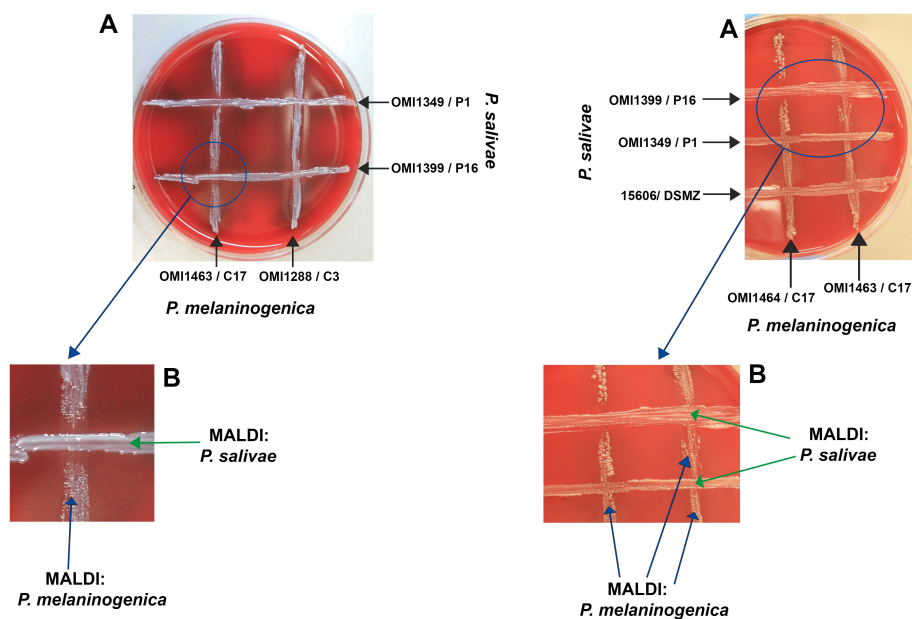 A
OMI1349 / P1
P. salivae
OMI1399 / P16
OMI1463 / C17
OMI1288 / C3
P. melaninogenica
B
MALDI:
P. salivae
MALDI:
P. melaninogenica
A
OMI1399 / P16
OMI1349 / P1
P. salivae
15606/ DSMZ
OMI1464 / C17
OMI1463 / C17
P. melaninogenica
B
MALDI:
P. salivae
MALDI:
P. melaninogenica